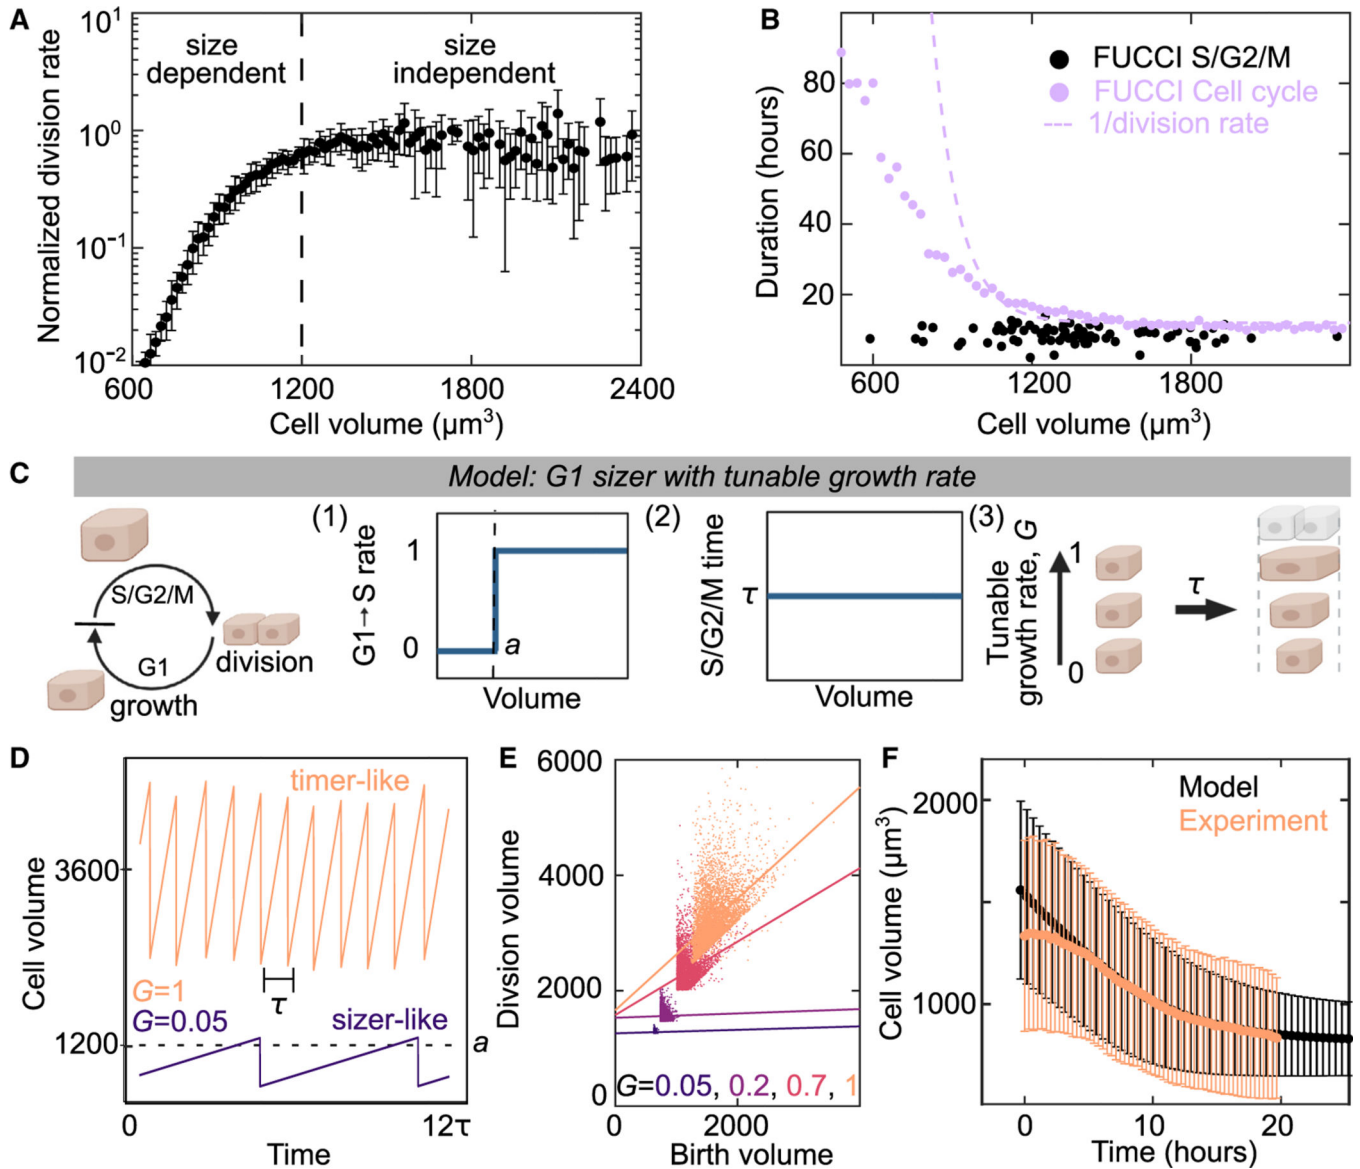 A
Normalized division rate
10¹
10⁰
10⁻¹
10⁻²
size
dependent
size
independent
600
1200
1800
2400
Cell volume (µm³)
B
Duration (hours)
80
60
40
20
FUCCI S/G2/M
FUCCI Cell cycle
1/division rate
600
1200
1800
Cell volume (µm³)
C
Model: G1 sizer with tunable growth rate
S/G2/M
G1
growth
division
(1)
G1→S rate
1
0
a
Volume
(2)
S/G2/M time
τ
Volume
(3)
Tunable
growth rate, G
1
0
τ
D
Cell volume
3600
1200
timer-like
τ
G=1
G=0.05
sizer-like
a
0
12τ
Time
E
Division volume
6000
4000
2000
0
G=0.05, 0.2, 0.7, 1
0
2000
Birth volume
F
Cell volume (µm³)
2000
1000
Model
Experiment
0
10
20
Time (hours)